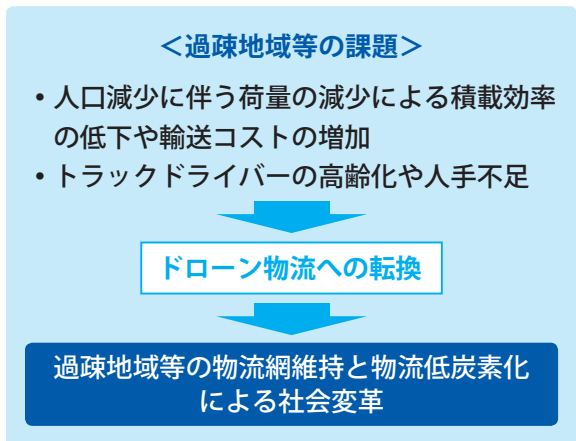 ＜過疎地域等の課題＞
• 人口減少に伴う荷量の減少による積載効率
の低下や輸送コストの増加
• トラックドライバーの高齢化や人手不足
ドローン物流への転換
過疎地域等の物流網維持と物流低炭素化
による社会変革